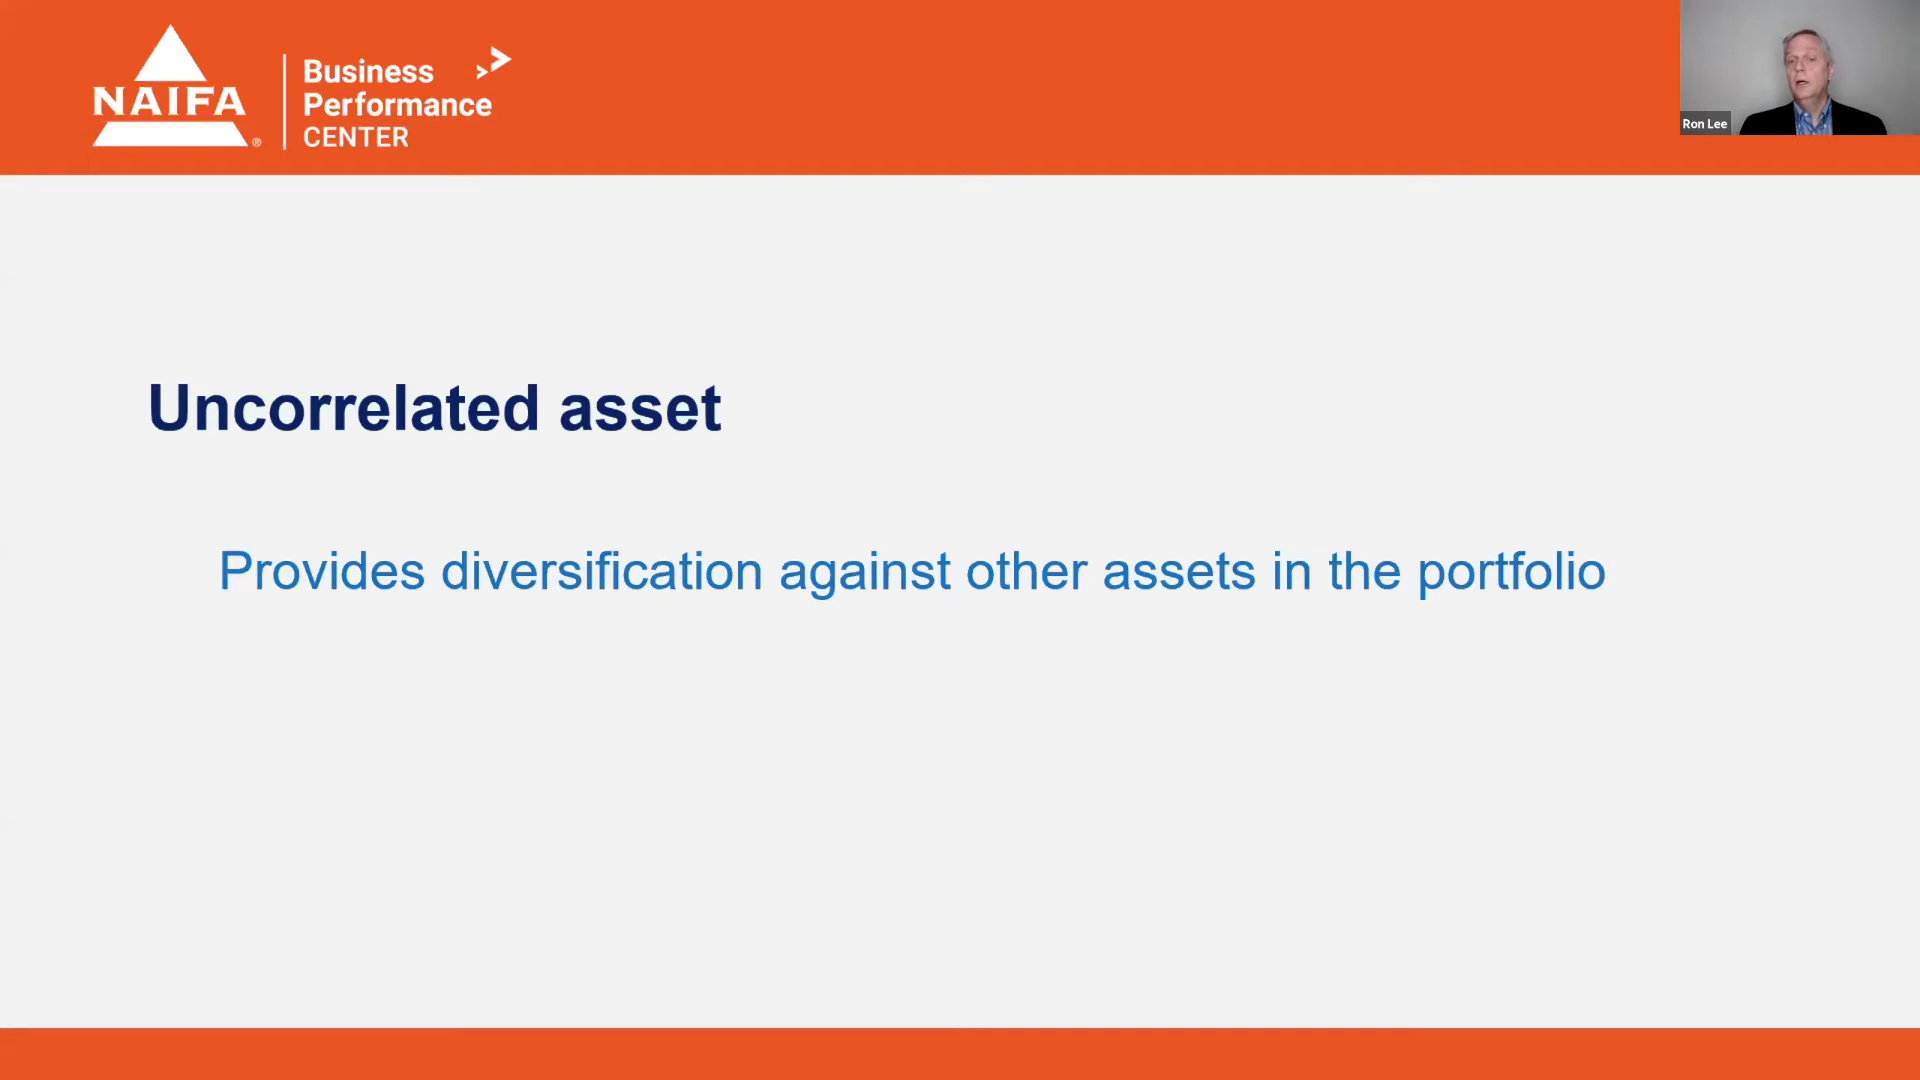 NAIFA
®
Business
Performance
CENTER
Ron Lee
Uncorrelated asset
Provides diversification against other assets in the portfolio